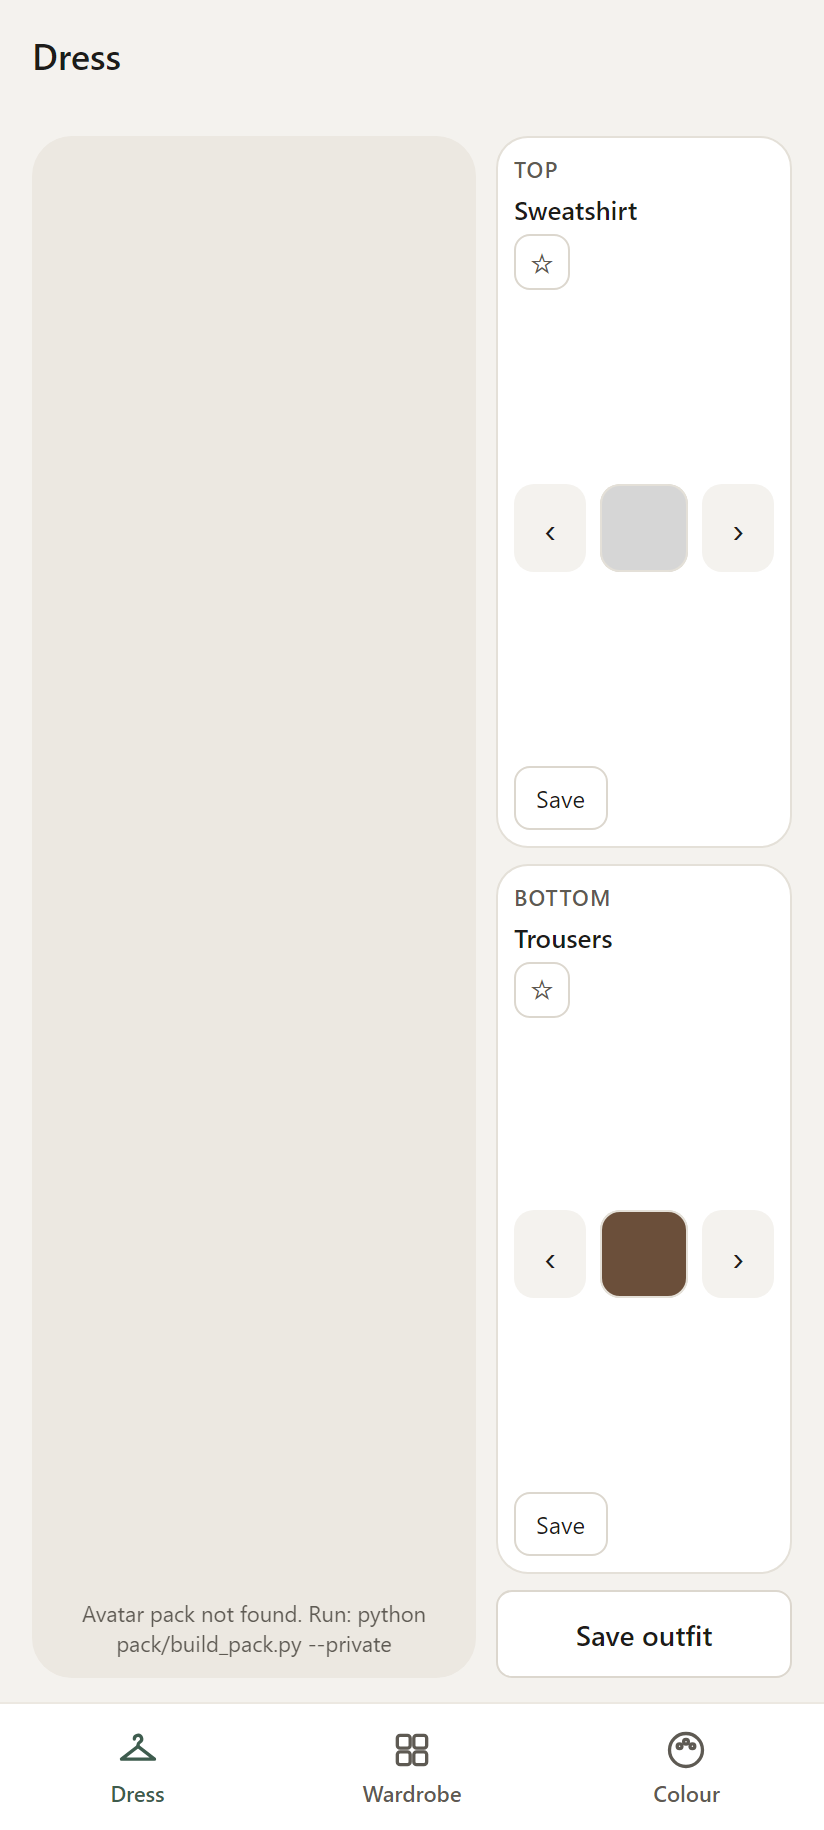 Dress
TOP
Sweatshirt
☆
‹
›
Save
BOTTOM
Trousers
☆
‹
›
Save
Avatar pack not found. Run: python
pack/build_pack.py --private
Save outfit
Dress
Wardrobe
Colour